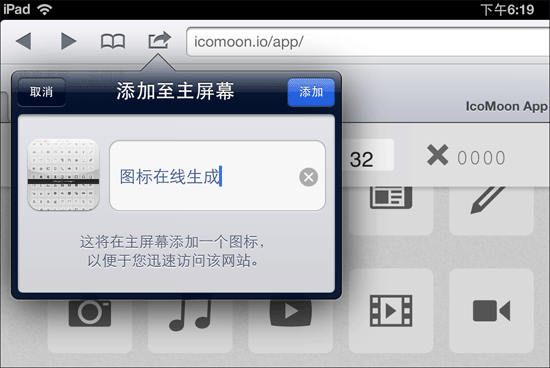 iPad
下午6:19
icomoon.io/app/
取消
添加至主屏幕
添加
IcoMoon App
图标在线生成
32
0000
这将在主屏幕添加一个图标，
以便于您迅速访问该网站。